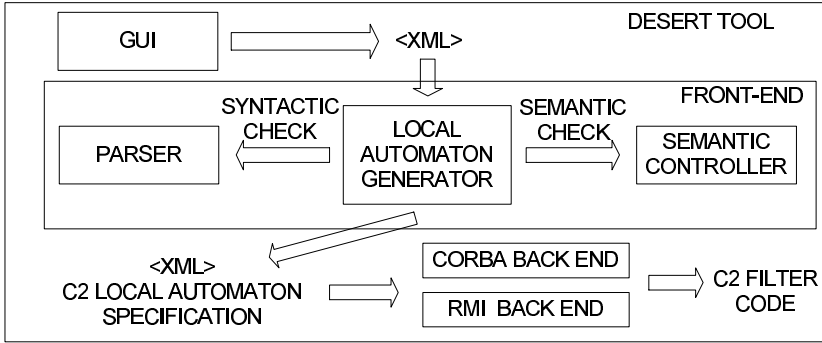 DESERT TOOL
GUI
<XML>
FRONT-END
SYNTACTIC
CHECK
SEMANTIC
CHECK
PARSER
LOCAL
AUTOMATON
GENERATOR
SEMANTIC
CONTROLLER
<XML>
C2 LOCAL AUTOMATON
SPECIFICATION
CORBA BACK END
RMI BACK END
C2 FILTER
CODE